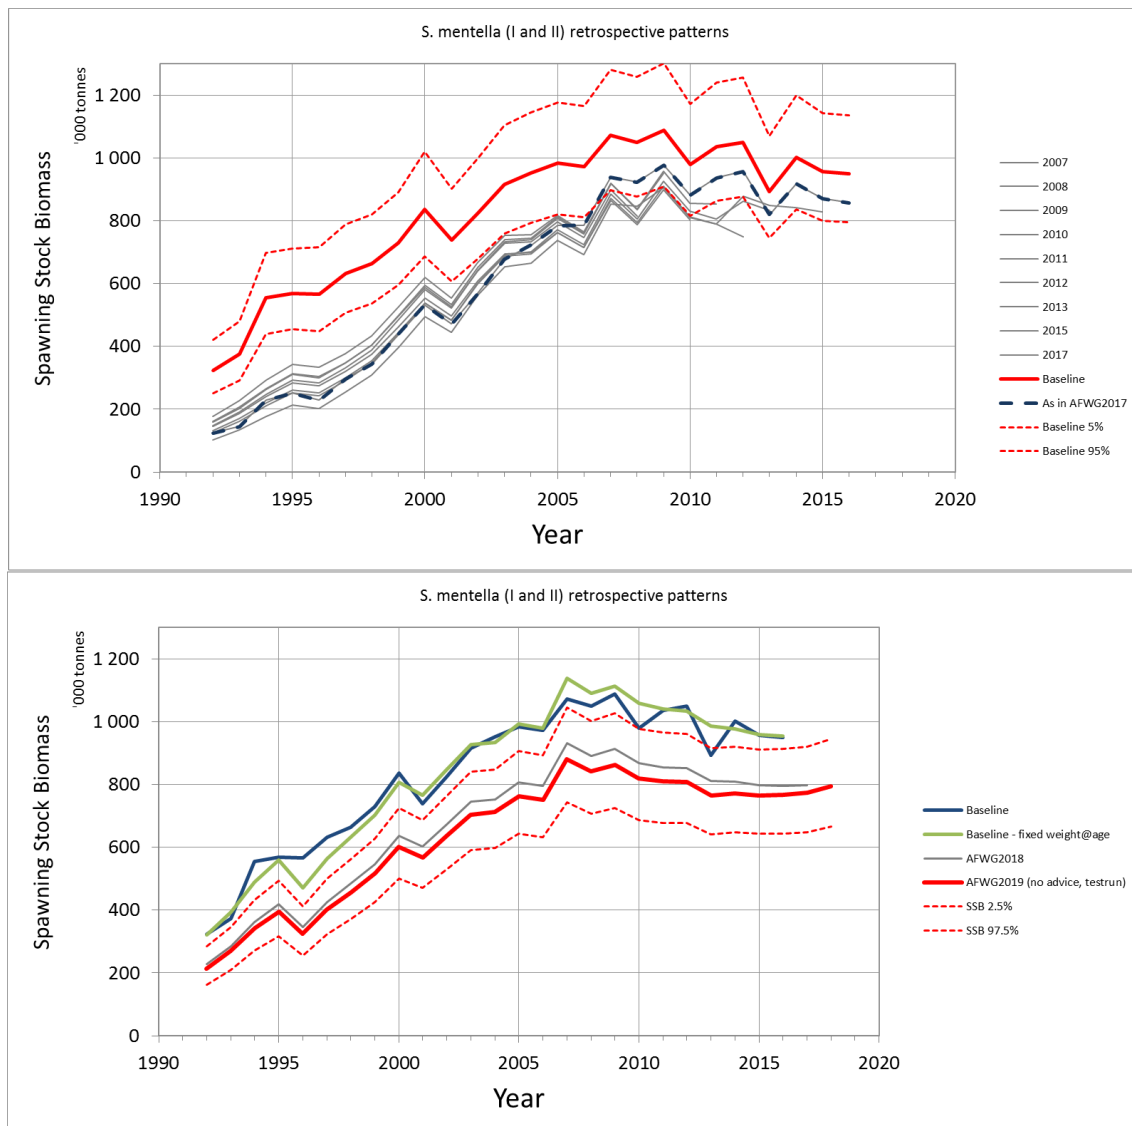 S. mentella (I and II) retrospective patterns
'000 tonnes
Spawning Stock Biomass
1 200
1 000
800
600
400
200
0
1990
1995
2000
2005
2010
2015
2020
Year
2007
2008
2009
2010
2011
2012
2013
2015
2017
Baseline
As in AFWG2017
Baseline 5%
Baseline 95%
S. mentella (I and II) retrospective patterns
'000 tonnes
Spawning Stock Biomass
1 200
1 000
800
600
400
200
0
1990
1995
2000
2005
2010
2015
2020
Year
Baseline
Baseline - fixed weight@age
AFWG2018
AFWG2019 (no advice, testrun)
SSB 2.5%
SSB 97.5%